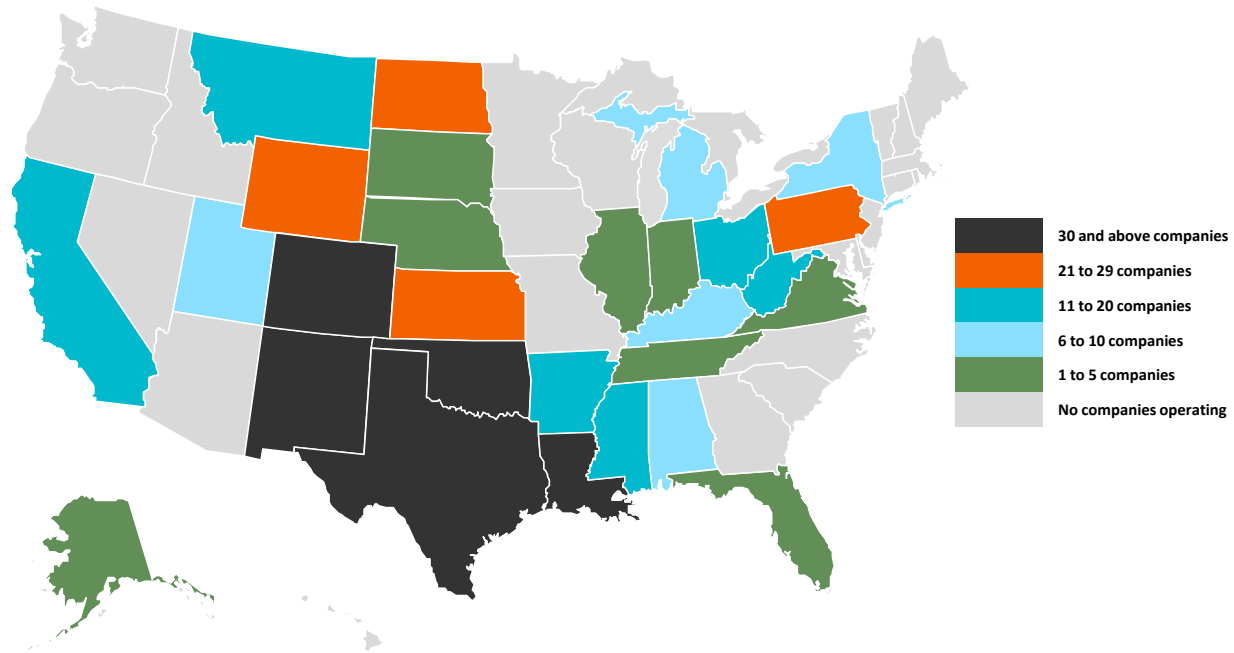 30 and above companies
21 to 29 companies
11 to 20 companies
6 to 10 companies
1 to 5 companies
No companies operating